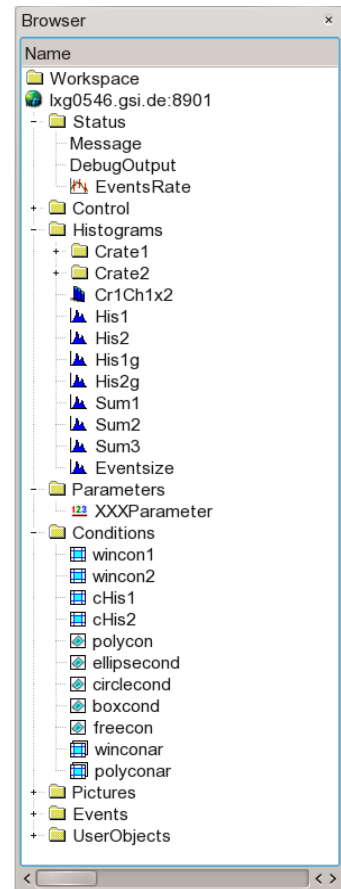 Browser ×
Name
Workspace
lxg0546.gsi.de:8901
Status
Message
DebugOutput
EventsRate
Control
Histograms
Crate1
Crate2
Cr1Ch1x2
His1
His2
His1g
His2g
Sum1
Sum2
Sum3
Eventsize
Parameters
123 XXXParameter
Conditions
wincon1
wincon2
cHis1
cHis2
polycon
ellipsecond
circlecond
boxcond
freecon
winconar
polyconar
Pictures
Events
UserObjects